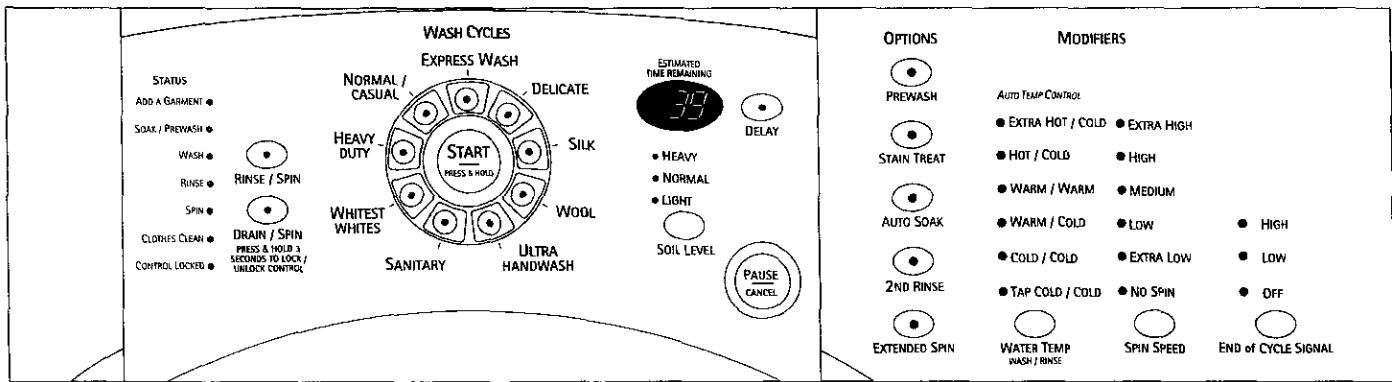 STATUS
ADD A GARMENT
SOAK / PREWASH
WASH
RINSE
SPIN
CLOTHES CLEAN
CONTROL LOCKED
RINSE / SPIN
DRAIN / SPIN
PRESS & HOLD 3
SECONDS TO LOCK /
UNLOCK CONTROL
WASH CYCLES
EXPRESS WASH
NORMAL /
CASUAL
DELICATE
HEAVY
DUTY
SILK
START
PRESS & HOLD
WHITEST
WHITES
WOOL
SANITARY
ULTRA
HANDWASH
ESTIMATED
TIME REMAINING
39
DELAY
HEAVY
NORMAL
LIGHT
SOIL LEVEL
PAUSE
CANCEL
OPTIONS
PREWASH
STAIN TREAT
AUTO SOAK
2ND RINSE
EXTENDED SPIN
MODIFIERS
AUTO TEMP CONTROL
EXTRA HOT / COLD
HOT / COLD
WARM / WARM
WARM / COLD
COLD / COLD
TAP COLD / COLD
WATER TEMP
WASH / RINSE
EXTRA HIGH
HIGH
MEDIUM
LOW
EXTRA LOW
NO SPIN
SPIN SPEED
HIGH
LOW
OFF
END of CYCLE SIGNAL